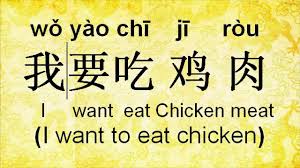 wǒ yào chī jī ròu
我要吃鸡肉
I want eat Chicken meat
(I want to eat chicken)